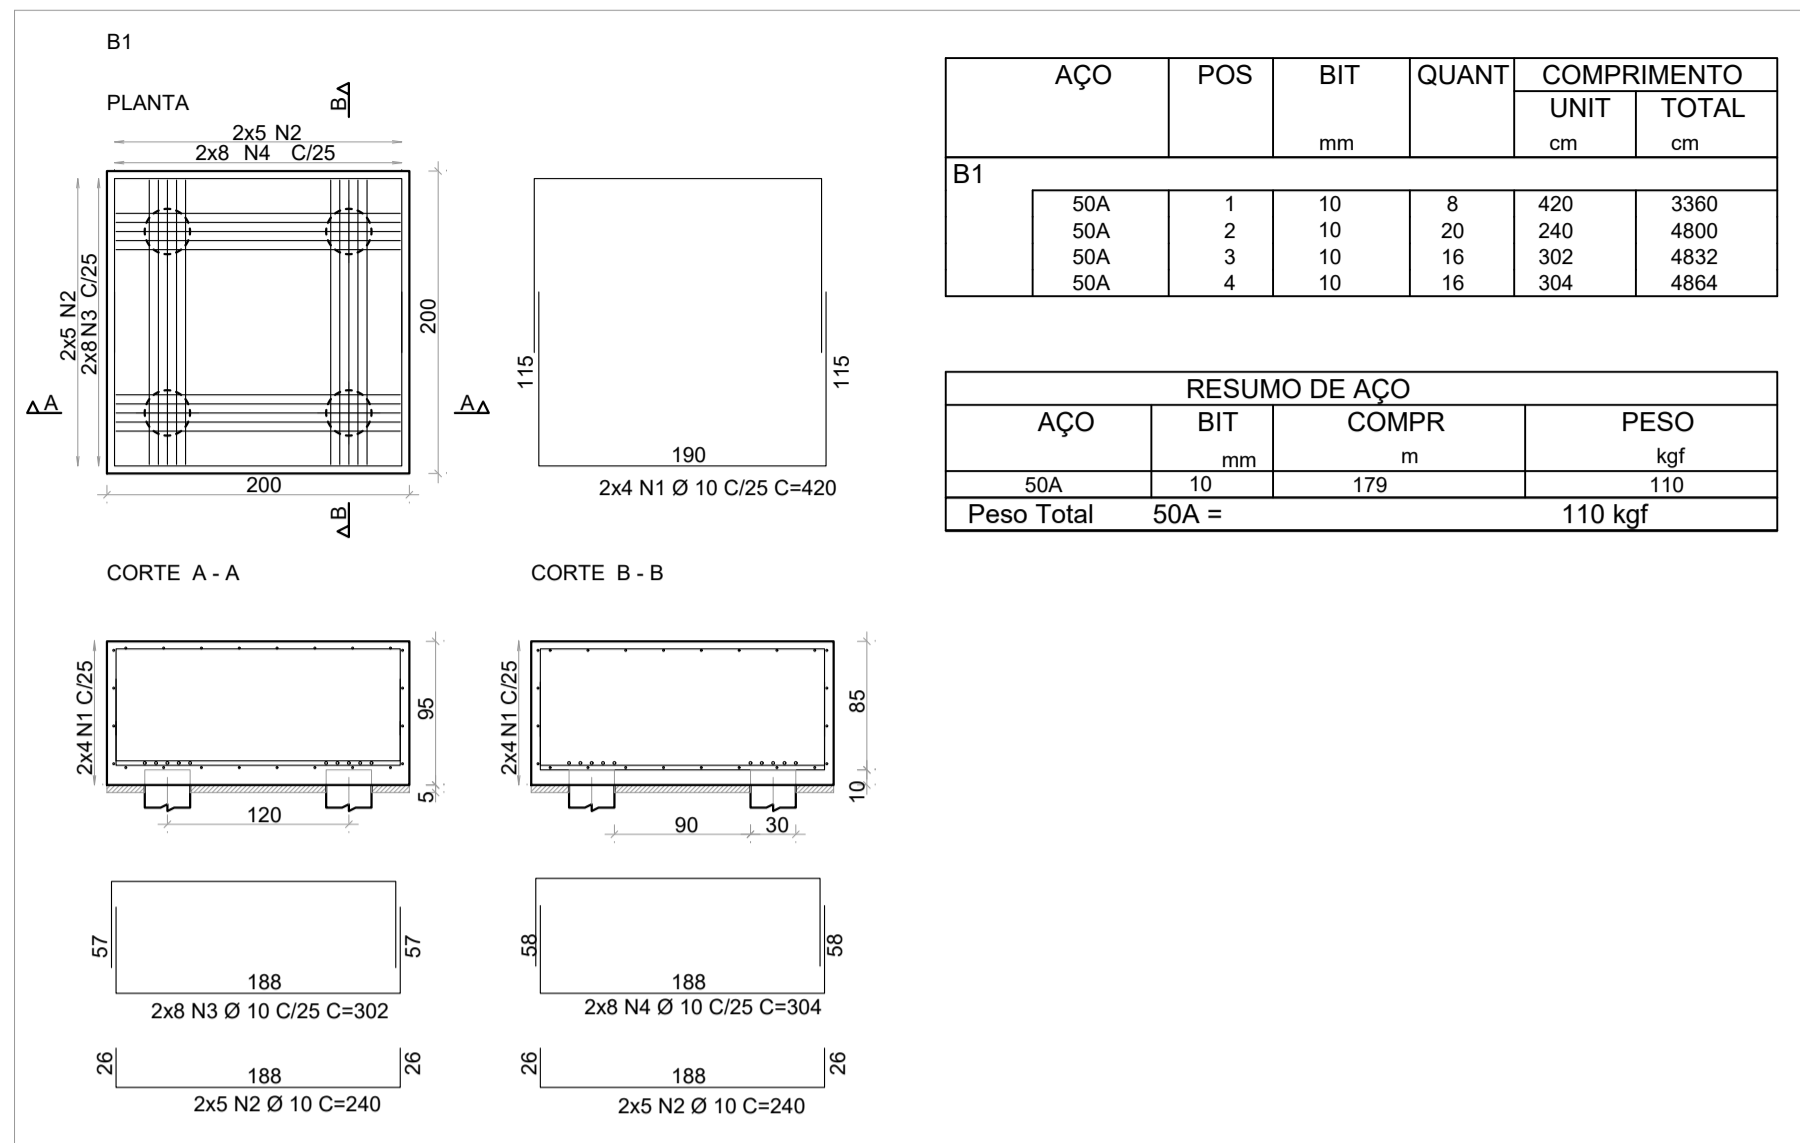 B1
PLANTA
B
2x5 N2
2x8 N4 C/25
2x5 N2
2x8 N3 C/25
200
A
A
200
B
115
115
190
2x4 N1 Ø 10 C/25 C=420
AÇO POS BIT QUANT COMPRIMENTO
UNIT TOTAL
mm cm cm
B1
50A 1 10 8 420 3360
50A 2 10 20 240 4800
50A 3 10 16 302 4832
50A 4 10 16 304 4864
RESUMO DE AÇO
AÇO BIT COMPR PESO
mm m kgf
50A 10 179 110
Peso Total 50A = 110 kgf
CORTE A - A
2x4 N1 C/25
95
5
120
CORTE B - B
2x4 N1 C/25
85
10
90
30
57
57
188
2x8 N3 Ø 10 C/25 C=302
58
58
188
2x8 N4 Ø 10 C/25 C=304
26
26
188
2x5 N2 Ø 10 C=240
26
26
188
2x5 N2 Ø 10 C=240